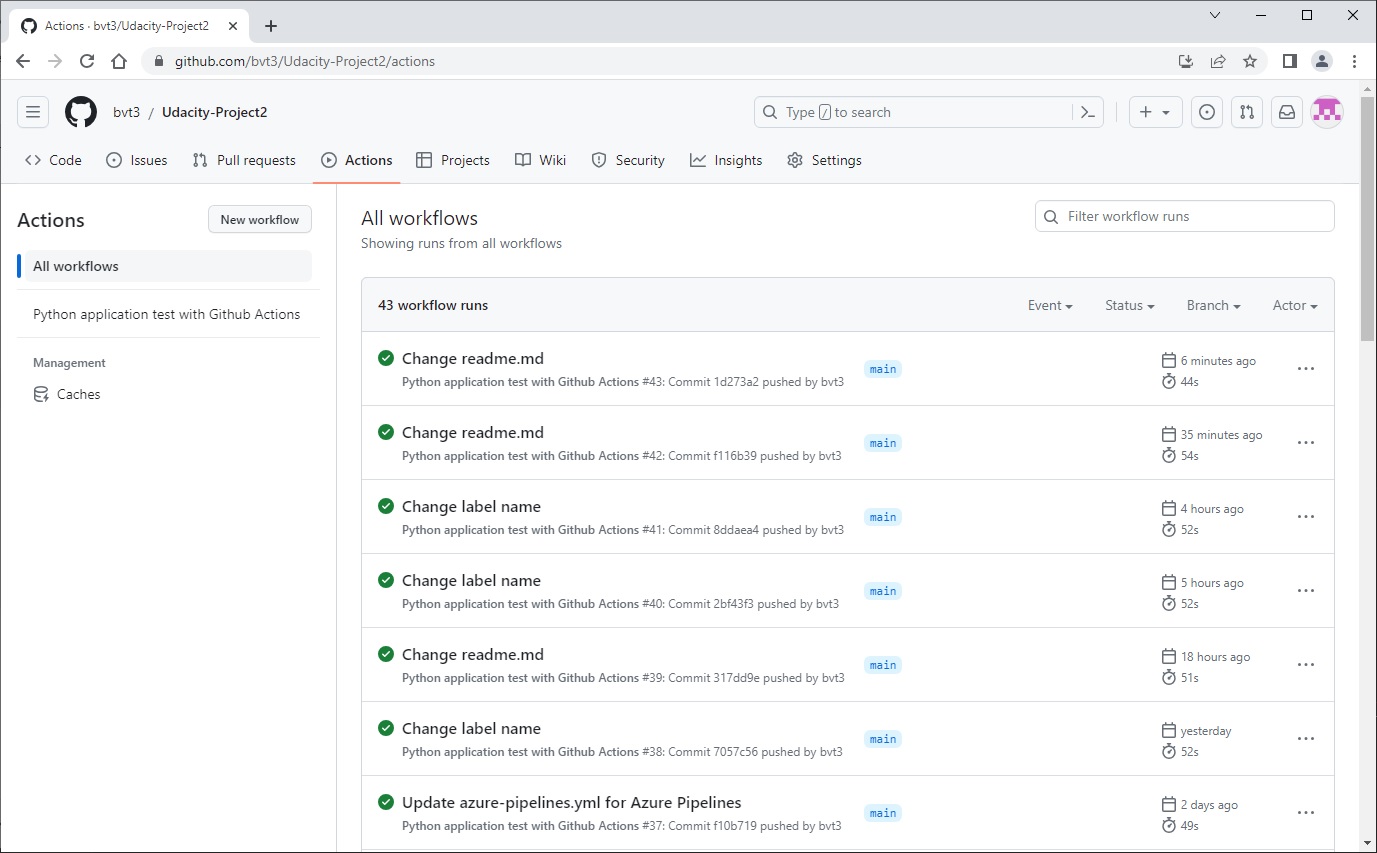 Actions · bvt3/Udacity-Project2
github.com/bvt3/Udacity-Project2/actions
bvt3 / Udacity-Project2
Type / to search
Code Issues Pull requests Actions Projects Wiki Security Insights Settings
Actions
New workflow
All workflows
Python application test with Github Actions
Management
Caches
All workflows
Showing runs from all workflows
Filter workflow runs
43 workflow runs
Event Status Branch Actor
Change readme.md
Python application test with Github Actions #43: Commit 1d273a2 pushed by bvt3
main
6 minutes ago
44s
Change readme.md
Python application test with Github Actions #42: Commit f116b39 pushed by bvt3
main
35 minutes ago
54s
Change label name
Python application test with Github Actions #41: Commit 8ddaea4 pushed by bvt3
main
4 hours ago
52s
Change label name
Python application test with Github Actions #40: Commit 2bf43f3 pushed by bvt3
main
5 hours ago
52s
Change readme.md
Python application test with Github Actions #39: Commit 317dd9e pushed by bvt3
main
18 hours ago
51s
Change label name
Python application test with Github Actions #38: Commit 7057c56 pushed by bvt3
main
yesterday
52s
Update azure-pipelines.yml for Azure Pipelines
Python application test with Github Actions #37: Commit f10b719 pushed by bvt3
main
2 days ago
49s